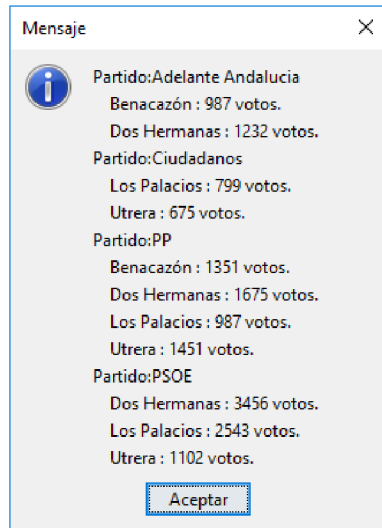 Mensaje
Partido:Adelante Andalucia
Benacazón : 987 votos.
Dos Hermanas : 1232 votos.
Partido:Ciudadanos
Los Palacios : 799 votos.
Utrera : 675 votos.
Partido:PP
Benacazón : 1351 votos.
Dos Hermanas : 1675 votos.
Los Palacios : 987 votos.
Utrera : 1451 votos.
Partido:PSOE
Dos Hermanas : 3456 votos.
Los Palacios : 2543 votos.
Utrera : 1102 votos.
Aceptar